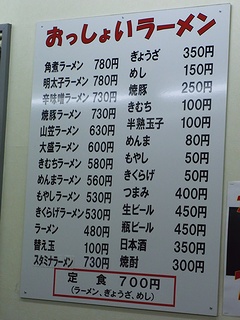 おっしょいラーメン
角煮ラーメン 780円
明太子ラーメン 780円
辛味噌ラーメン 730円
焼豚ラーメン 730円
山笠ラーメン 630円
大盛ラーメン 600円
きむちラーメン 580円
めんまラーメン 560円
もやしラーメン 530円
きくらげラーメン 530円
ラーメン 480円
替え玉 100円
スタミナラーメン 730円
ぎょうざ 350円
めし 150円
焼豚 250円
きむち 100円
半熟玉子 100円
めんま 80円
もやし 50円
きくらげ 50円
つまみ 400円
生ビール 450円
瓶ビール 450円
日本酒 350円
焼酎 300円
定食 700円
(ラーメン、ぎょうざ、めし)